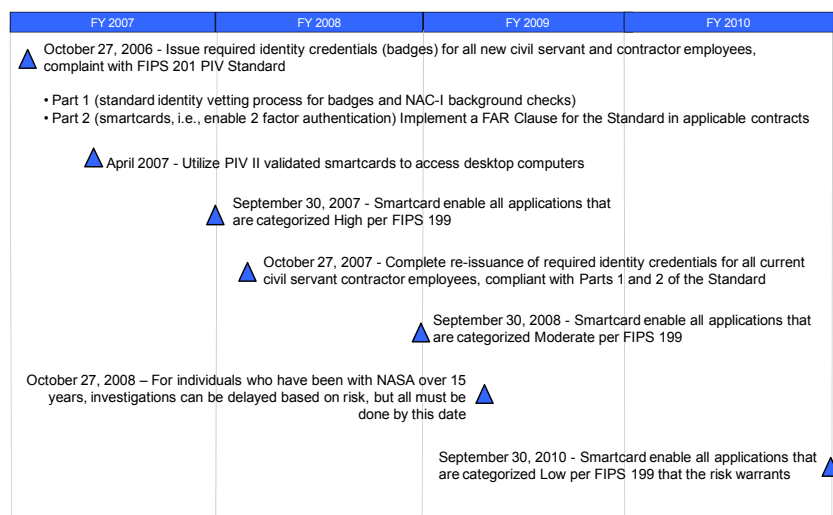 FY 2007 FY 2008 FY 2009 FY 2010
October 27, 2006 - Issue required identity credentials (badges) for all new civil servant and contractor employees,
complaint with FIPS 201 PIV Standard
• Part 1 (standard identity vetting process for badges and NAC-I background checks)
• Part 2 (smartcards, i.e., enable 2 factor authentication) Implement a FAR Clause for the Standard in applicable contracts
April 2007 - Utilize PIV II validated smartcards to access desktop computers
September 30, 2007 - Smartcard enable all applications that
are categorized High per FIPS 199
October 27, 2007 - Complete re-issuance of required identity credentials for all current
civil servant contractor employees, compliant with Parts 1 and 2 of the Standard
September 30, 2008 - Smartcard enable all applications that
are categorized Moderate per FIPS 199
October 27, 2008 – For individuals who have been with NASA over 15
years, investigations can be delayed based on risk, but all must be
done by this date
September 30, 2010 - Smartcard enable all applications that
are categorized Low per FIPS 199 that the risk warrants